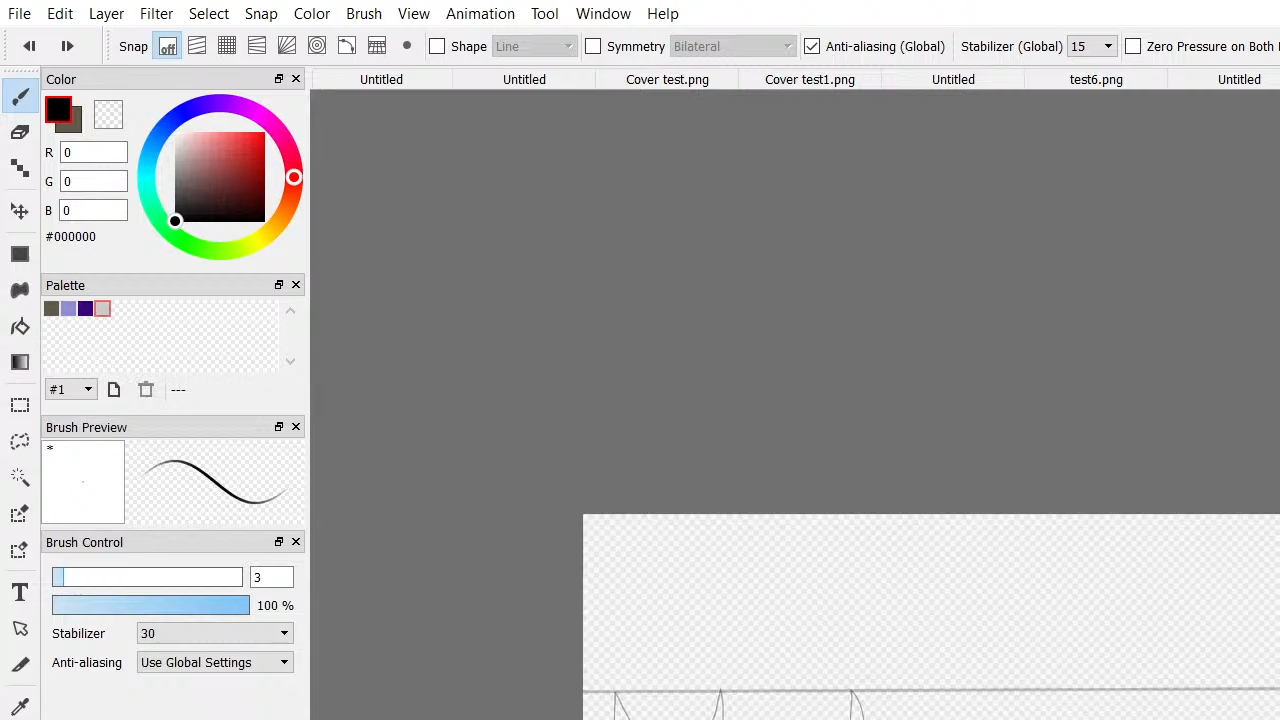 File Edit Layer Filter Select Snap Color Brush View Animation Tool Window Help
Snap off Shape Line Symmetry Bilateral Anti-aliasing (Global) Stabilizer (Global) 15 Zero Pressure on Both
Color
Untitled Untitled Cover test.png Cover test1.png Untitled test6.png Untitled
R 0
G 0
B 0
#000000
Palette
#1 ---
Brush Preview
*
Brush Control
3
100 %
Stabilizer 30
Anti-aliasing Use Global Settings
T